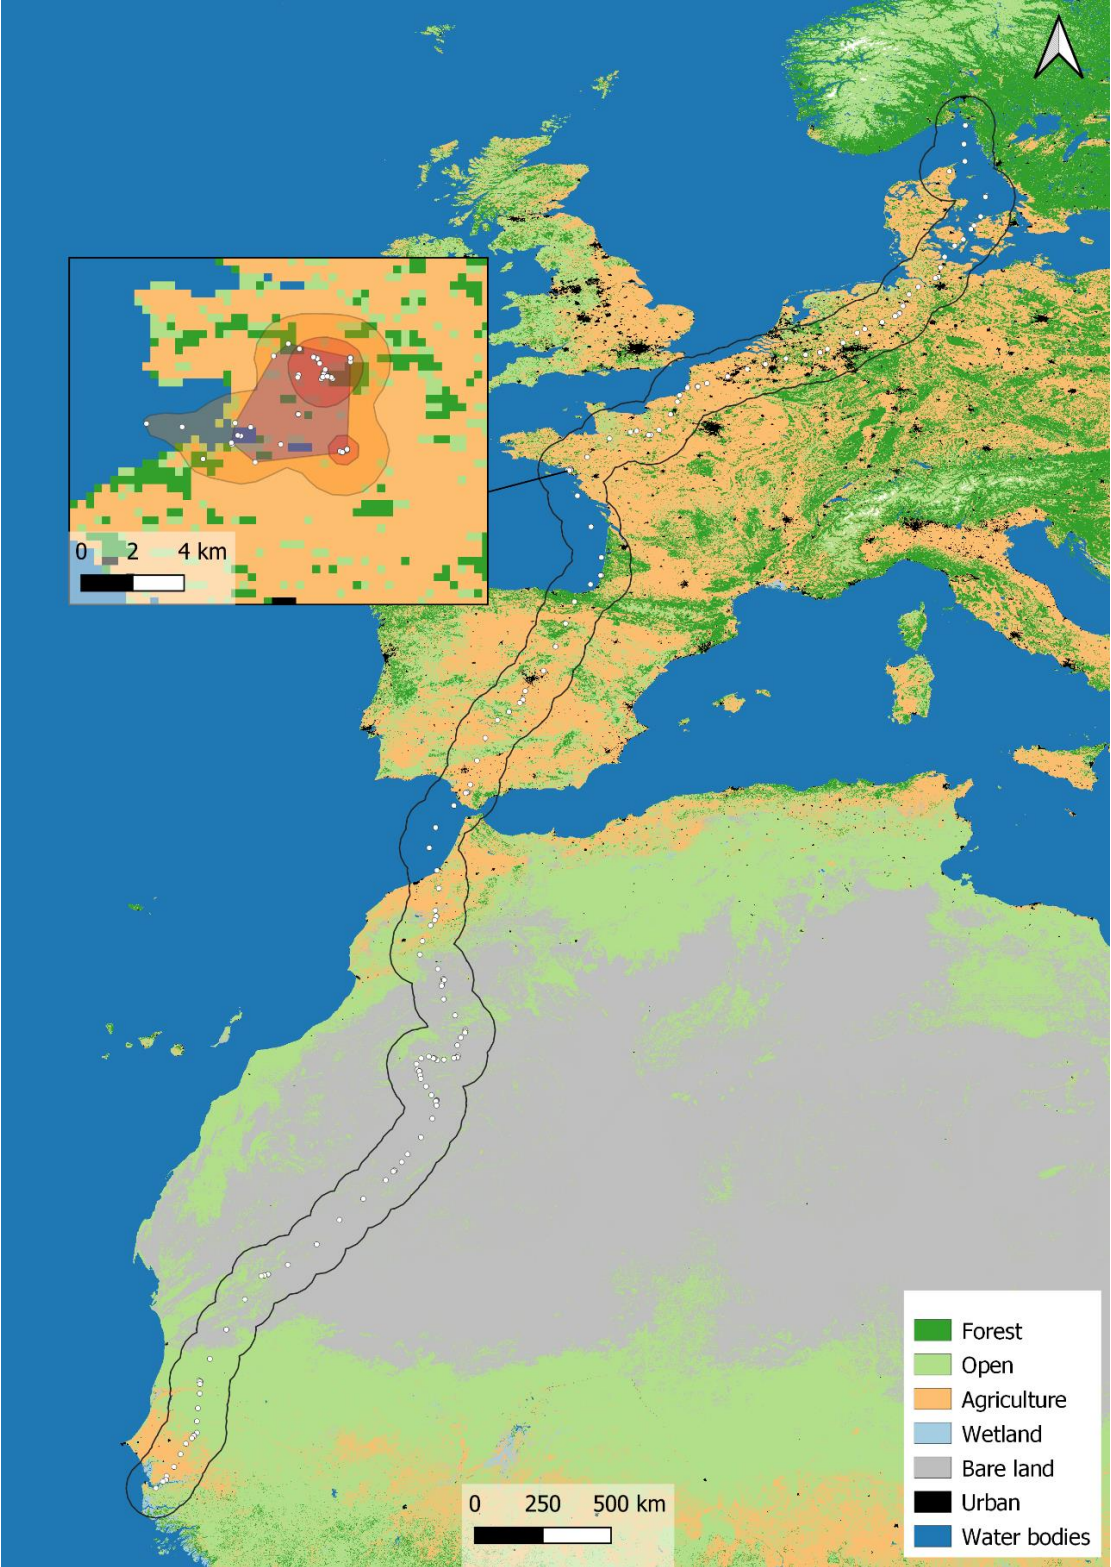 0 2 4 km
Forest
Open
Agriculture
Wetland
Bare land
Urban
Water bodies
0 250 500 km